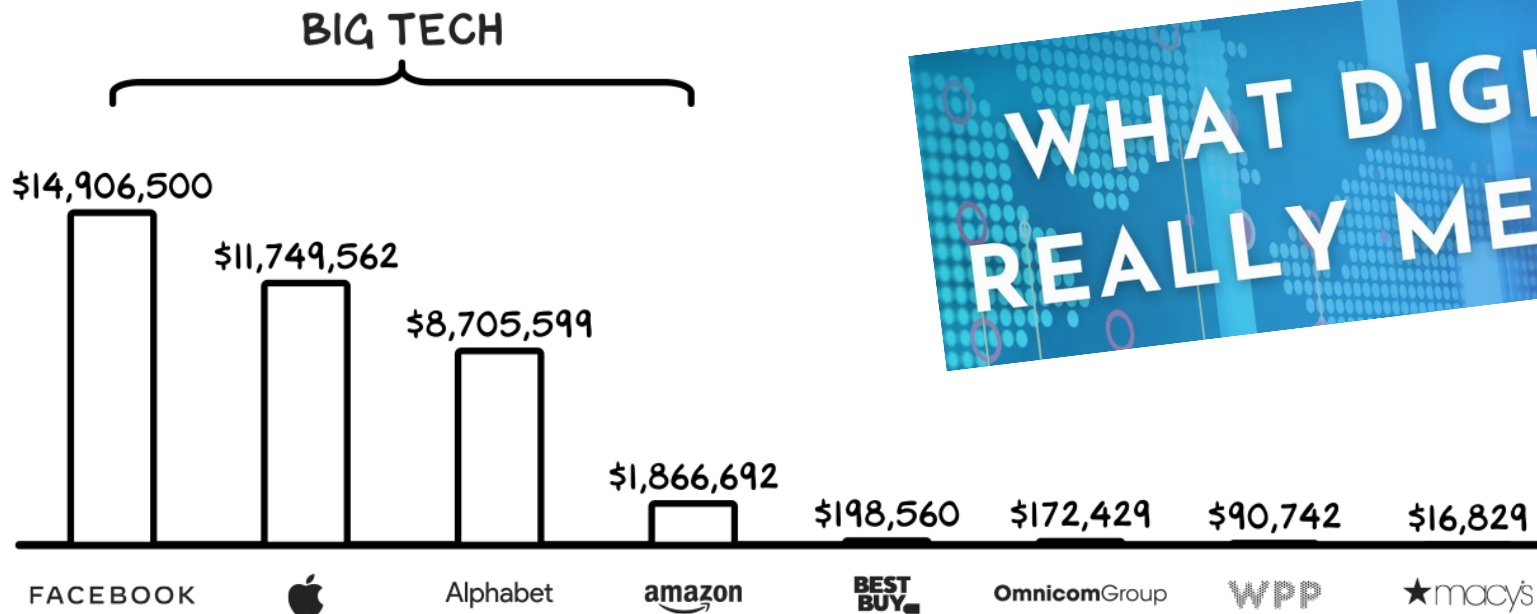 BIG TECH
WHAT DIGI
REALLY ME
$14,906,500
$11,749,562
$8,705,599
$1,866,692
$198,560
$172,429
$90,742
$16,829
FACEBOOK
Alphabet
amazon
BEST
BUY
OmnicomGroup
WPP
macy's